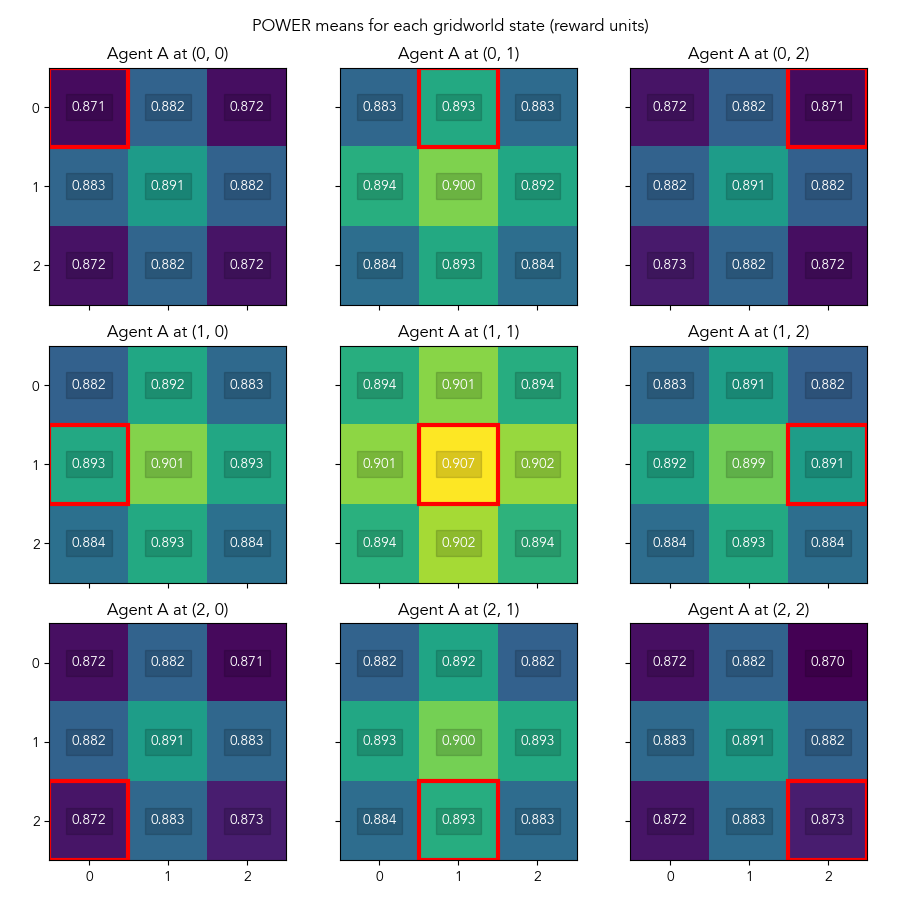 POWER means for each gridworld state (reward units)
Agent A at (0, 0) Agent A at (0, 1) Agent A at (0, 2)
0 0.871 0.882 0.872 0.883 0.893 0.883 0.872 0.882 0.871
1 0.883 0.891 0.882 0.894 0.900 0.892 0.882 0.891 0.882
2 0.872 0.882 0.872 0.884 0.893 0.884 0.873 0.882 0.872
Agent A at (1, 0) Agent A at (1, 1) Agent A at (1, 2)
0 0.882 0.892 0.883 0.894 0.901 0.894 0.883 0.891 0.882
1 0.893 0.901 0.893 0.901 0.907 0.902 0.892 0.899 0.891
2 0.884 0.893 0.884 0.894 0.902 0.894 0.884 0.893 0.884
Agent A at (2, 0) Agent A at (2, 1) Agent A at (2, 2)
0 0.872 0.882 0.871 0.882 0.892 0.882 0.872 0.882 0.870
1 0.882 0.891 0.883 0.893 0.900 0.893 0.883 0.891 0.882
2 0.872 0.883 0.873 0.884 0.893 0.883 0.872 0.883 0.873
0 1 2 0 1 2 0 1 2